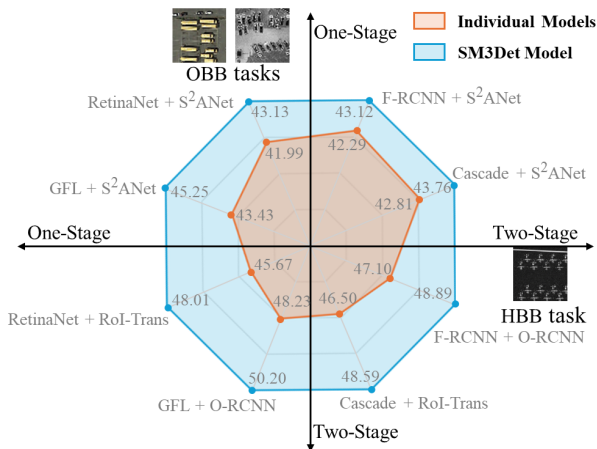 One-Stage
Individual Models
SM3Det Model
OBB tasks
RetinaNet + S²ANet
F-RCNN + S²ANet
43.13
43.12
41.99
42.29
GFL + S²ANet
Cascade + S²ANet
45.25
43.76
43.43
42.81
One-Stage
Two-Stage
45.67
47.10
48.01
48.89
48.23
46.50
HBB task
RetinaNet + RoI-Trans
F-RCNN + O-RCNN
50.20
48.59
GFL + O-RCNN
Cascade + RoI-Trans
Two-Stage